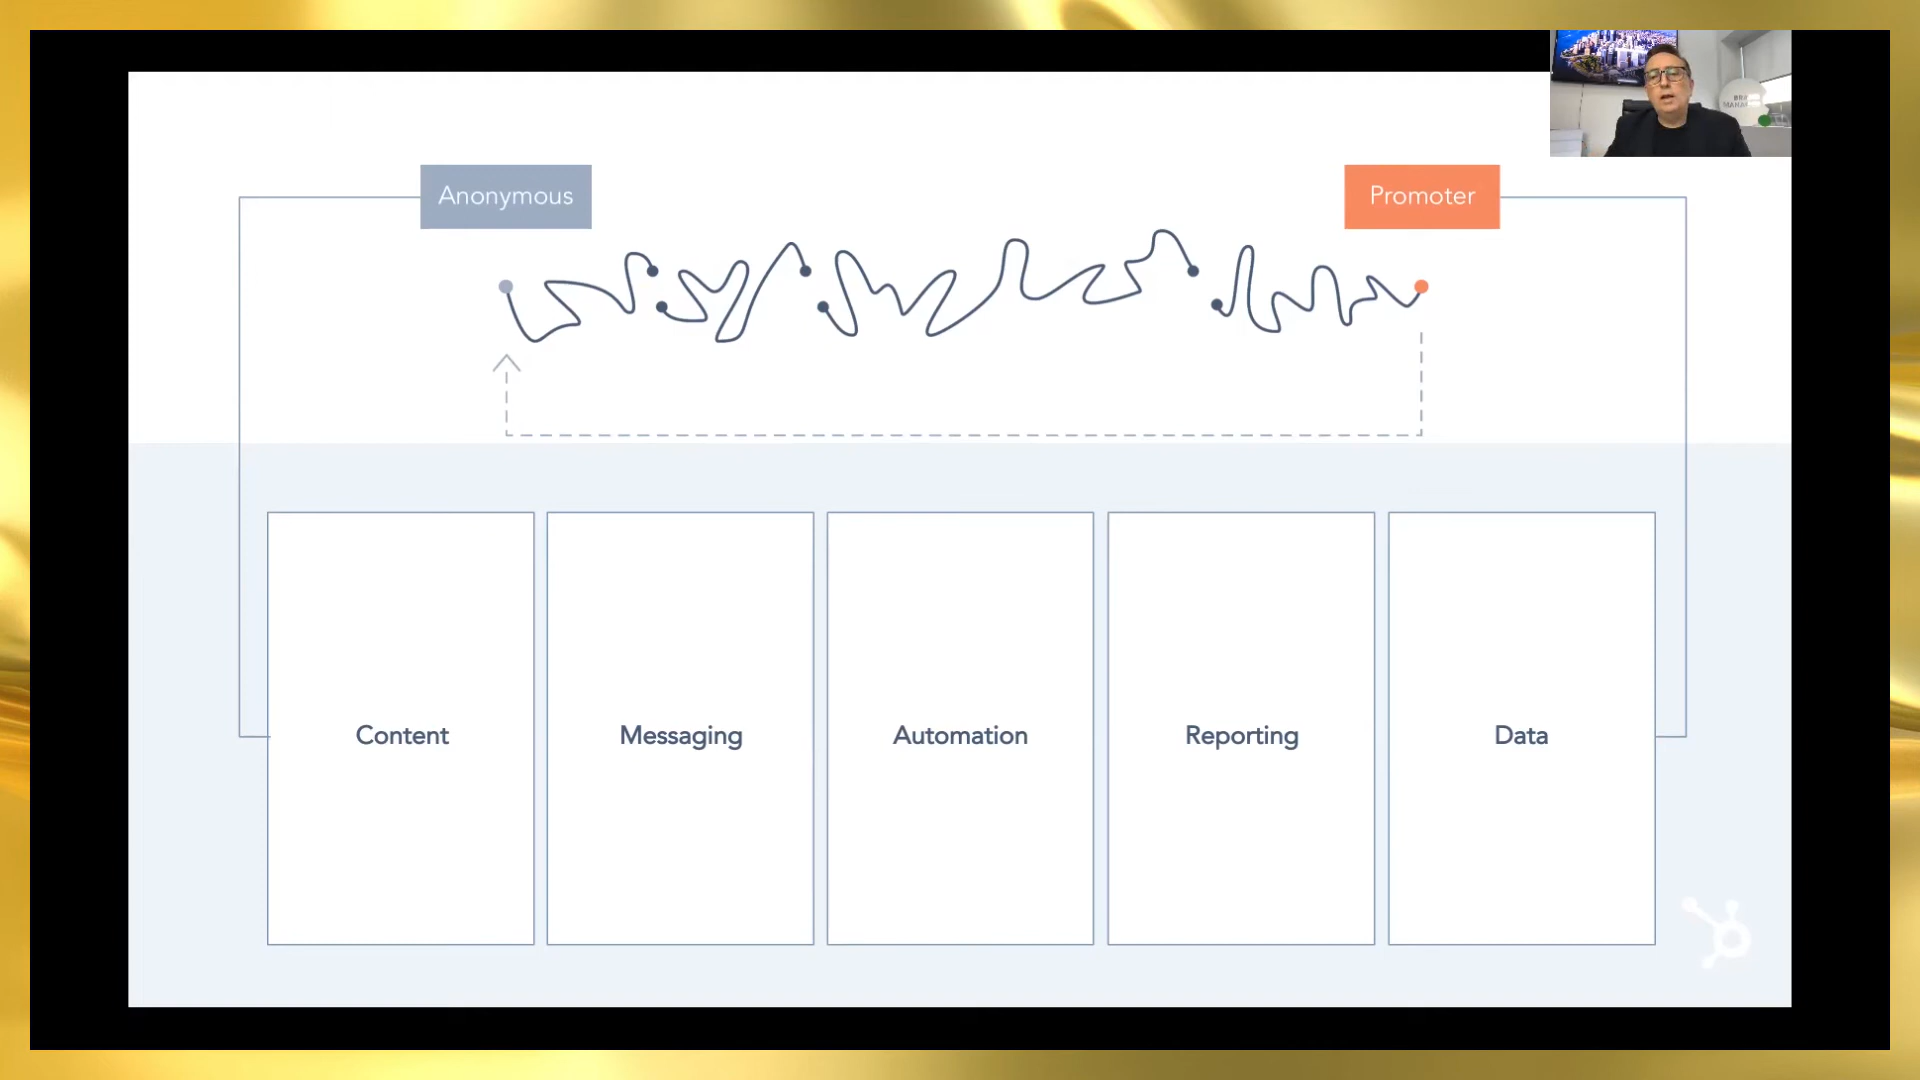 Anonymous
Promoter
Content
Messaging
Automation
Reporting
Data